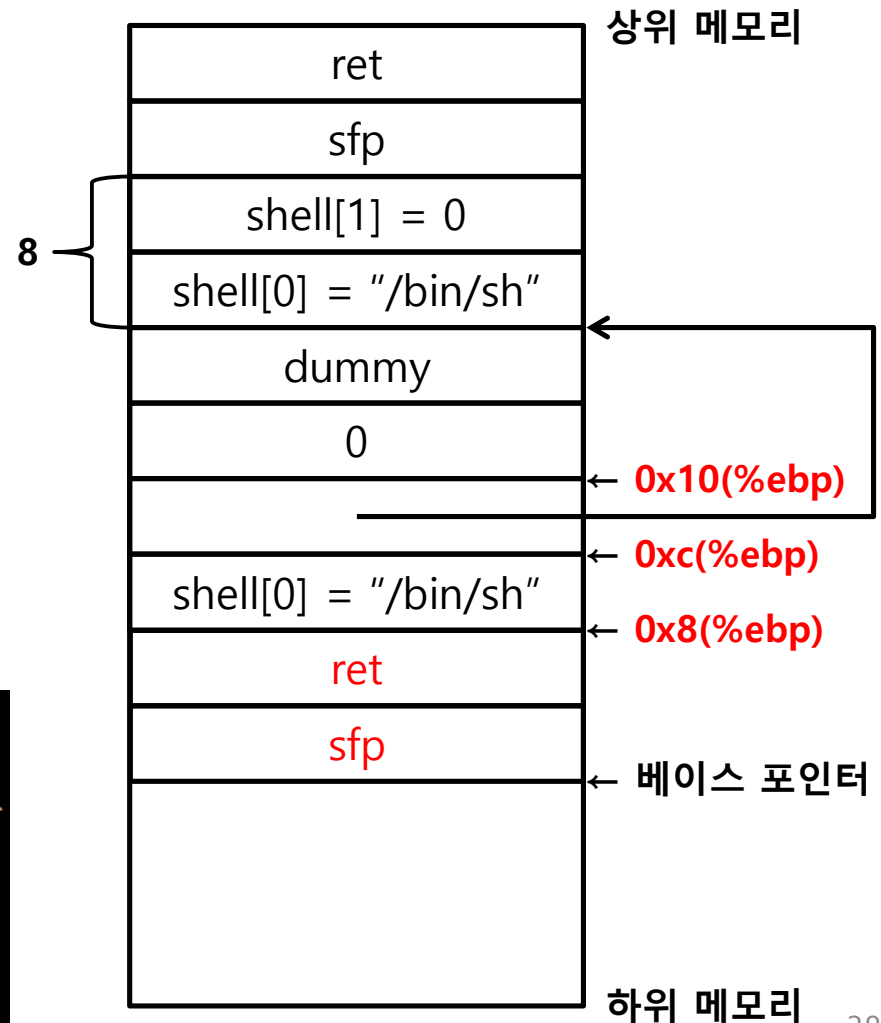 상위 메모리
ret
sfp
shell[1] = 0
8
shell[0] = "/bin/sh"
dummy
0
← 0x10(%ebp)
← 0xc(%ebp)
shell[0] = "/bin/sh"
← 0x8(%ebp)
ret
sfp
← 베이스 포인터
하위 메모리